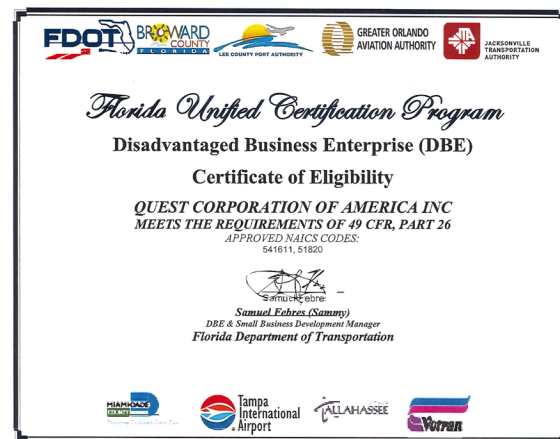 FDOT
BROWARD
COUNTY
FLORIDA
LEE COUNTY PORT AUTHORITY
GREATER ORLANDO
AVIATION AUTHORITY
JTA
JACKSONVILLE
TRANSPORTATION
AUTHORITY
Florida Unified Certification Program
Disadvantaged Business Enterprise (DBE)
Certificate of Eligibility
QUEST CORPORATION OF AMERICA INC
MEETS THE REQUIREMENTS OF 49 CFR, PART 26
APPROVED NAICS CODES:
541611, 51820
Samuel Febres
Samuel Febres (Sammy)
DBE & Small Business Development Manager
Florida Department of Transportation
MIAMI-DADE
COUNTY
Tampa
International
Airport
TALLAHASSEE
Votran